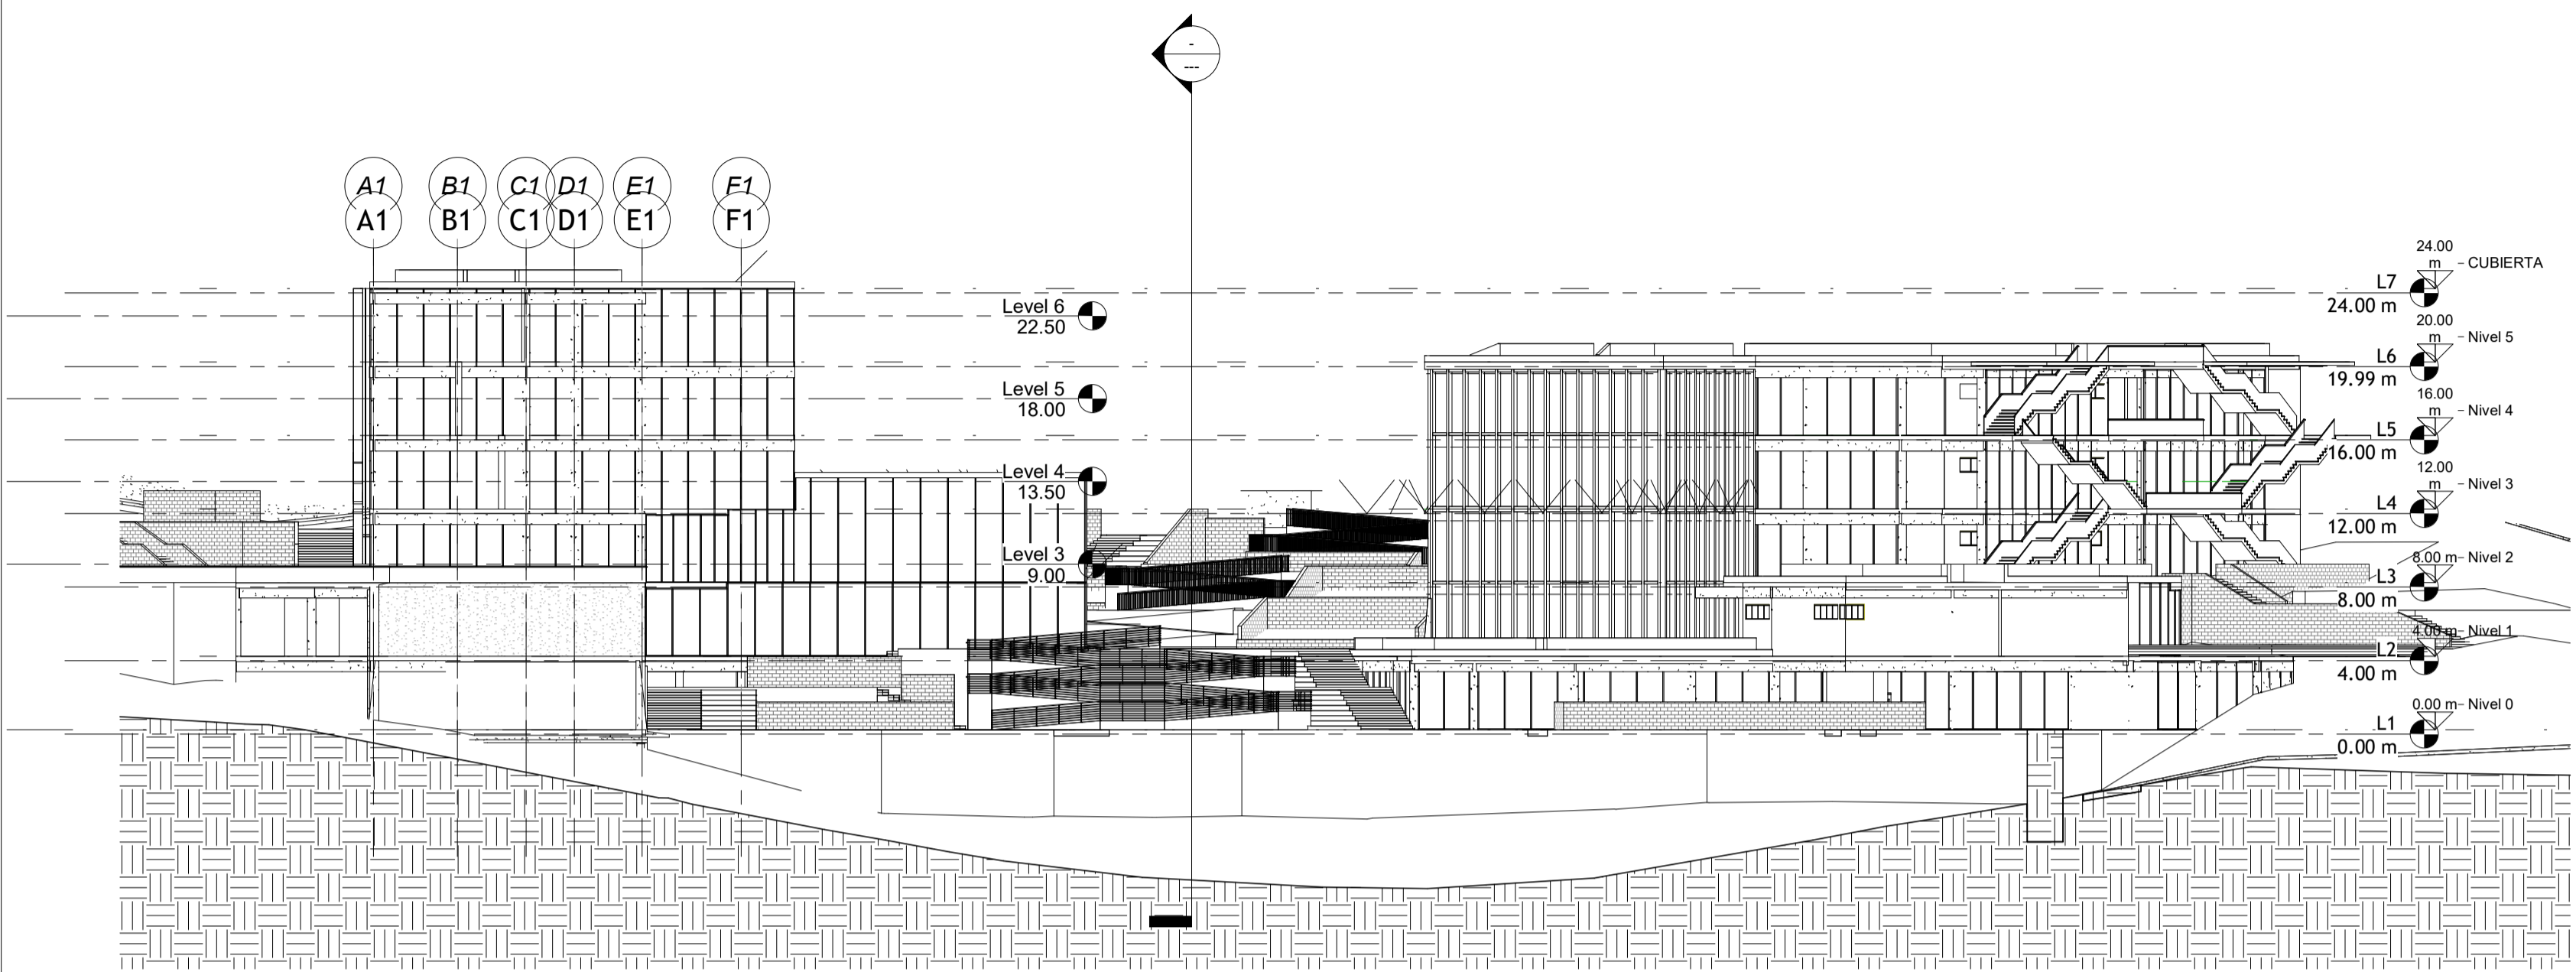 -
---
A1 B1 C1 D1 E1 F1
A1 B1 C1 D1 E1 F1
24.00
m - CUBIERTA
L7
24.00 m
Level 6
22.50
20.00
m - Nivel 5
L6
19.99 m
Level 5
18.00
16.00
m - Nivel 4
L5
16.00 m
Level 4
13.50
12.00
m - Nivel 3
L4
12.00 m
Level 3
9.00
8.00 m - Nivel 2
L3
8.00 m
4.00 m - Nivel 1
L2
4.00 m
0.00 m - Nivel 0
L1
0.00 m